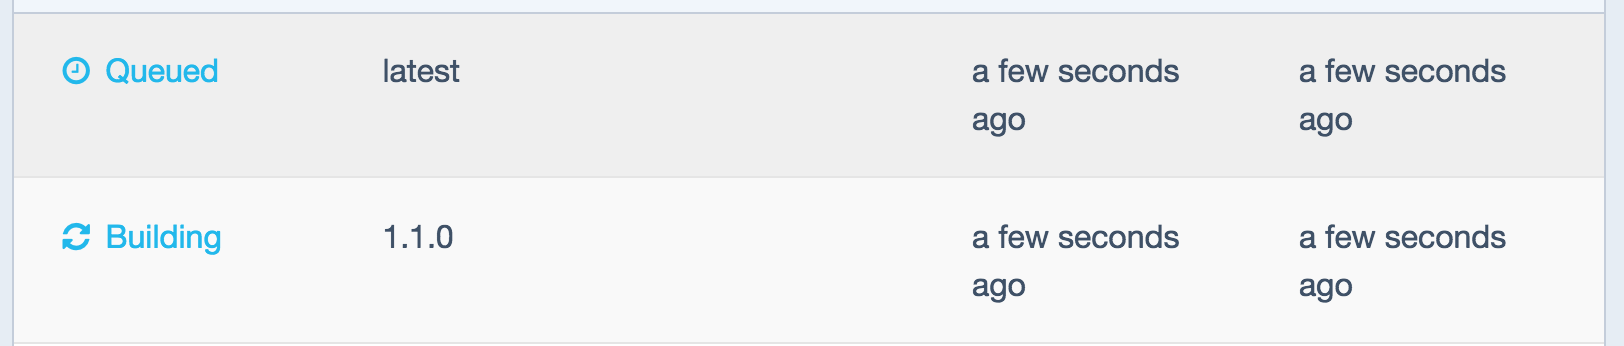 Queued latest a few seconds a few seconds
ago ago
Building 1.1.0 a few seconds a few seconds
ago ago